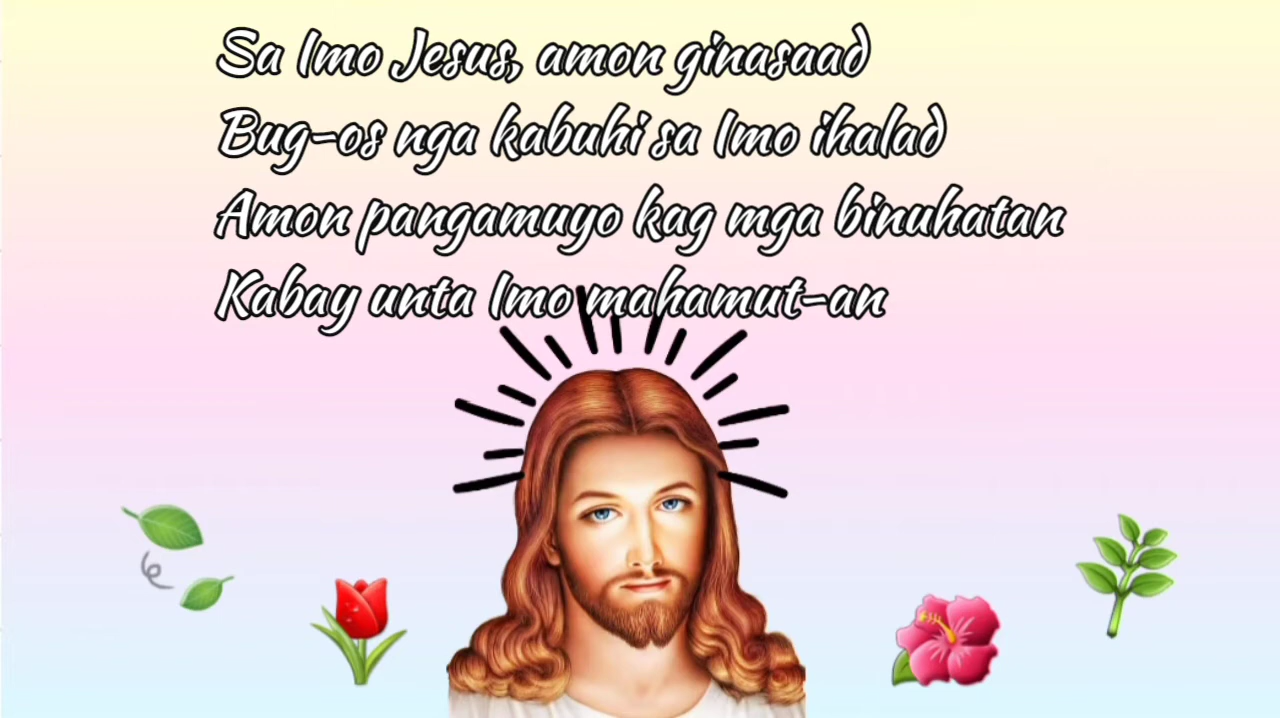 Sa Imo Jesus, amon ginasaad
Bug-os nga kabuhi sa Imo ihalad
Amon pangamuyo kag mga binuhatan
Kabay unta Imo mahamut-an